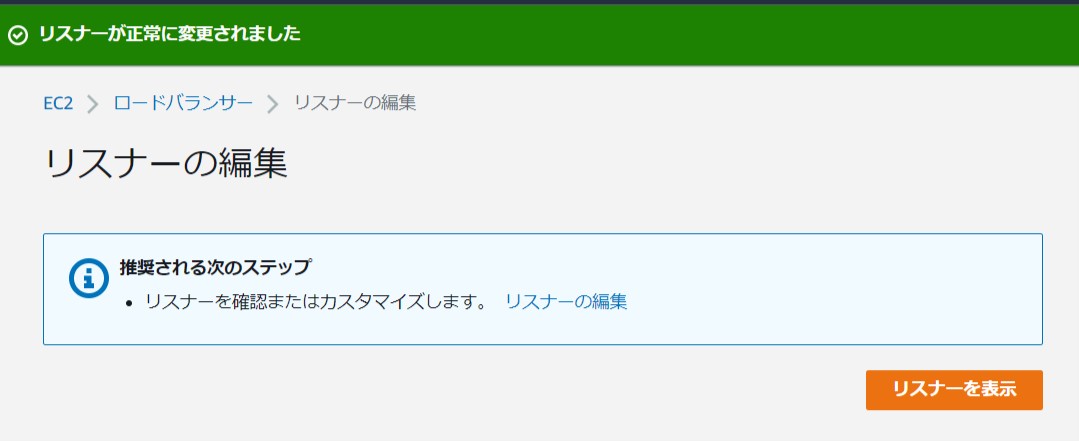 リスナーが正常に変更されました
EC2 > ロードバランサー > リスナーの編集
リスナーの編集
推奨される次のステップ
• リスナーを確認またはカスタマイズします。 リスナーの編集
リスナーを表示